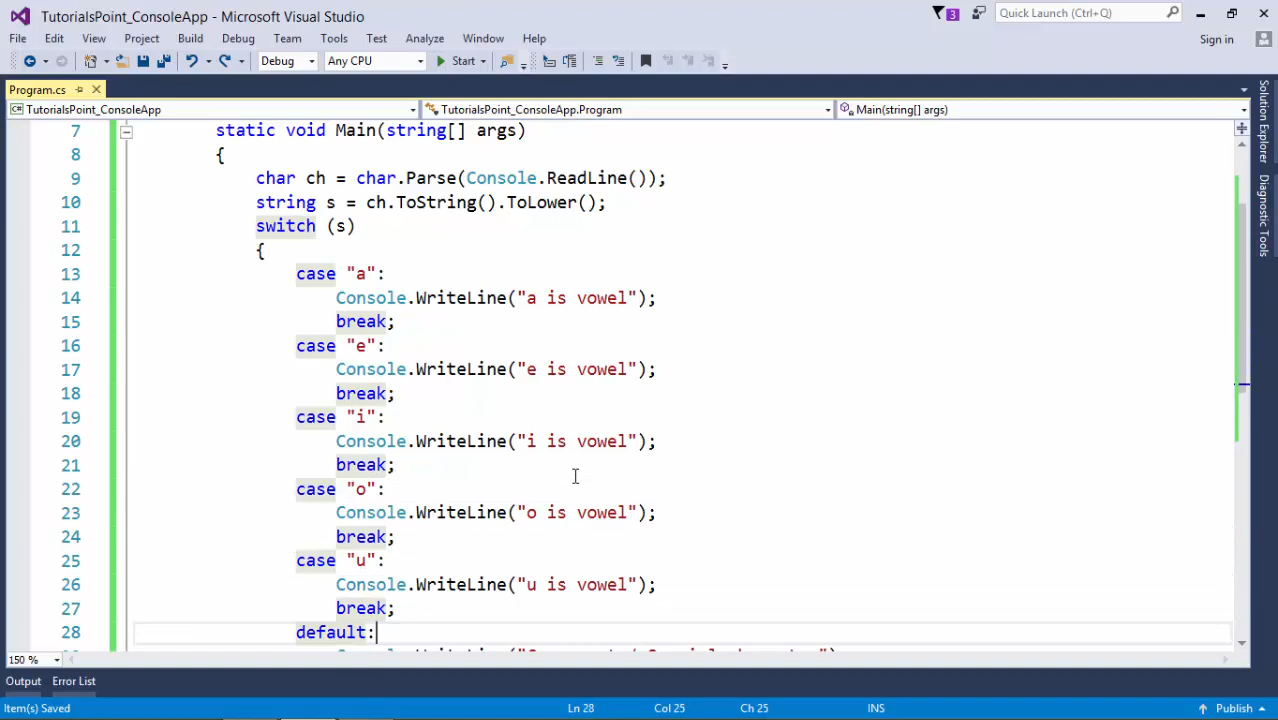 TutorialsPoint_ConsoleApp - Microsoft Visual Studio
3
Quick Launch (Ctrl+Q)
File Edit View Project Build Debug Team Tools Test Analyze Window Help
Sign in
Debug Any CPU Start
Program.cs
TutorialsPoint_ConsoleApp TutorialsPoint_ConsoleApp.Program Main(string[] args)
7 static void Main(string[] args)
8 {
9 char ch = char.Parse(Console.ReadLine());
10 string s = ch.ToString().ToLower();
11 switch (s)
12 {
13 case "a":
14 Console.WriteLine("a is vowel");
15 break;
16 case "e":
17 Console.WriteLine("e is vowel");
18 break;
19 case "i":
20 Console.WriteLine("i is vowel");
21 break;
22 case "o":
23 Console.WriteLine("o is vowel");
24 break;
25 case "u":
26 Console.WriteLine("u is vowel");
27 break;
28 default:
Solution Explorer
Diagnostic Tools
150 %
Output Error List
Item(s) Saved Ln 28 Col 25 Ch 25 INS Publish